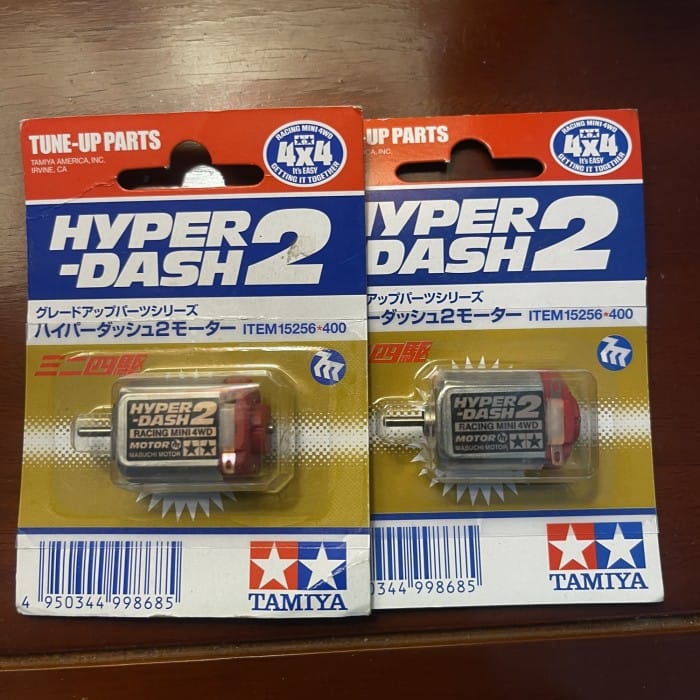 TUNE-UP PARTS
TAMIYA AMERICA, INC.
IRVINE, CA
RACING MINI 4WD
4x4
It's EASY
GETTING IT TOGETHER
HYPER
-DASH2
グレードアップパーツシリーズ
ハイパーダッシュ2モーター ITEM15256*400
ミニ四駆
HYPER
-DASH2
RACING MINI 4WD
MOTOR
MABUCHI MOTOR
4 950344 998685
TAMIYA
UP PARTS
CA, INC.
RACING MINI 4WD
4x4
It's EASY
GETTING IT TOGETHER
HYPER
-DASH2
アップパーツシリーズ
ーダッシュ2モーター ITEM15256*400
四駆
HYPER
-DASH2
RACING MINI 4WD
MOTOR
MABUCHI MOTOR
344 998685
TAMIYA